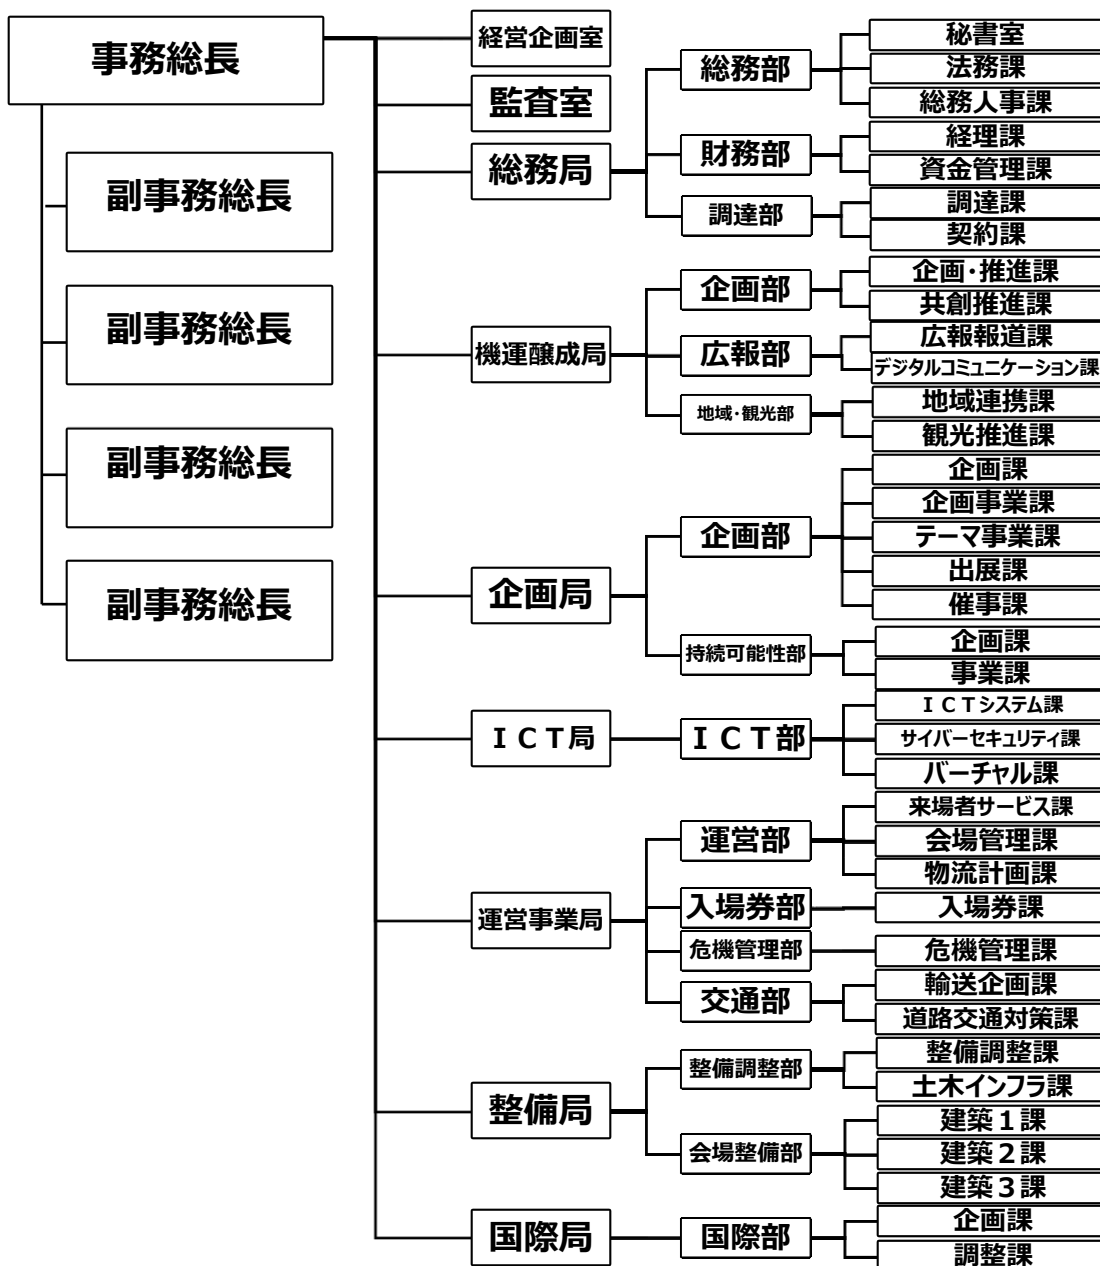 事務総長
副事務総長
副事務総長
副事務総長
副事務総長
経営企画室
監査室
総務局
総務部
秘書室
法務課
総務人事課
財務部
経理課
資金管理課
調達部
調達課
契約課
機運醸成局
企画部
企画・推進課
共創推進課
広報部
広報報道課
デジタルコミュニケーション課
地域・観光部
地域連携課
観光推進課
企画局
企画部
企画課
企画事業課
テーマ事業課
出展課
催事課
持続可能性部
企画課
事業課
ＩＣＴ局
ＩＣＴ部
ＩＣＴシステム課
サイバーセキュリティ課
バーチャル課
運営事業局
運営部
来場者サービス課
会場管理課
物流計画課
入場券部
入場券課
危機管理部
危機管理課
交通部
輸送企画課
道路交通対策課
整備局
整備調整部
整備調整課
土木インフラ課
会場整備部
建築１課
建築２課
建築３課
国際局
国際部
企画課
調整課